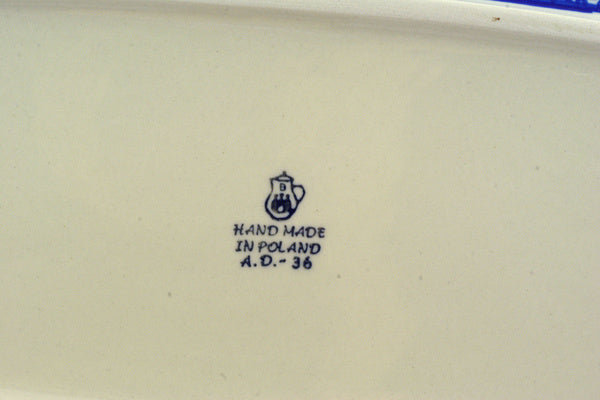 B
HAND MADE
IN POLAND
A.D.- 36